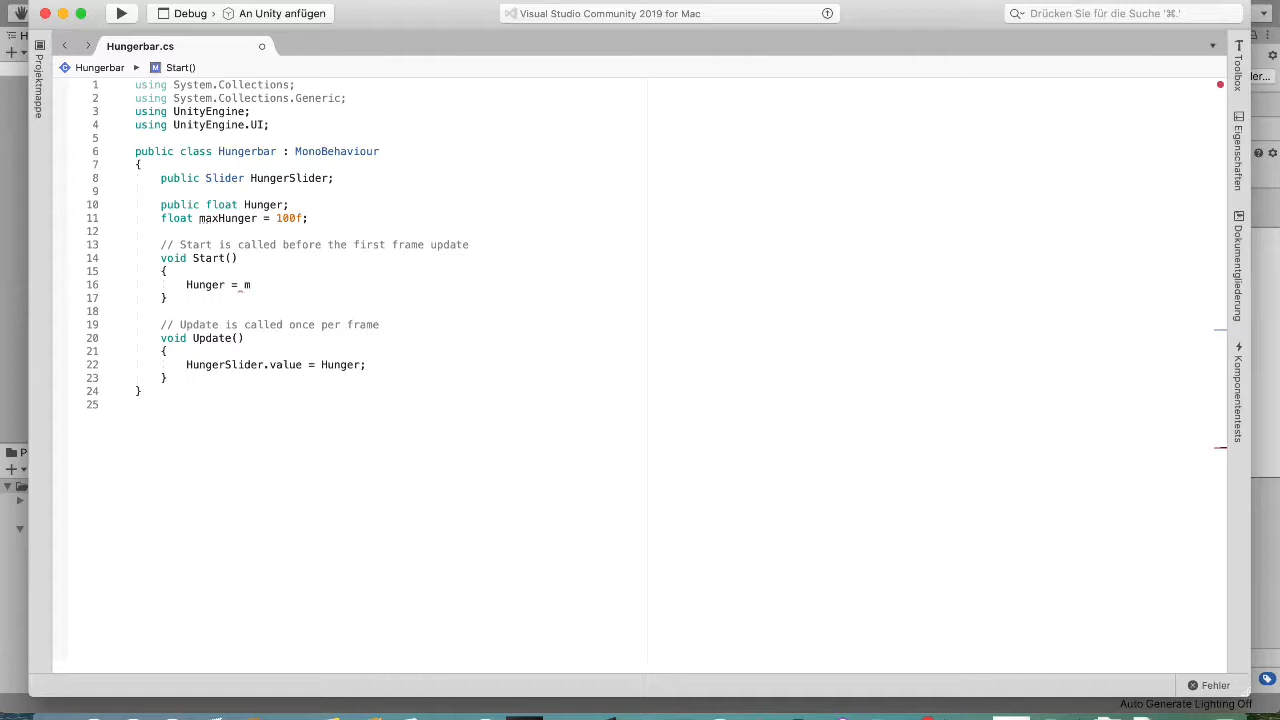 Debug › An Unity anfügen
Visual Studio Community 2019 for Mac
Drücken Sie für die Suche '⌘.'
Hungerbar.cs
Hungerbar ▸ M Start()
Projektmappe
1 using System.Collections;
2 using System.Collections.Generic;
3 using UnityEngine;
4 using UnityEngine.UI;
5
6 public class Hungerbar : MonoBehaviour
7 {
8 public Slider HungerSlider;
9
10 public float Hunger;
11 float maxHunger = 100f;
12
13 // Start is called before the first frame update
14 void Start()
15 {
16 Hunger = m
17 }
18
19 // Update is called once per frame
20 void Update()
21 {
22 HungerSlider.value = Hunger;
23 }
24 }
25
Toolbox
Eigenschaften
Dokumentgliederung
Komponententests
Fehler
Auto Generate Lighting Off